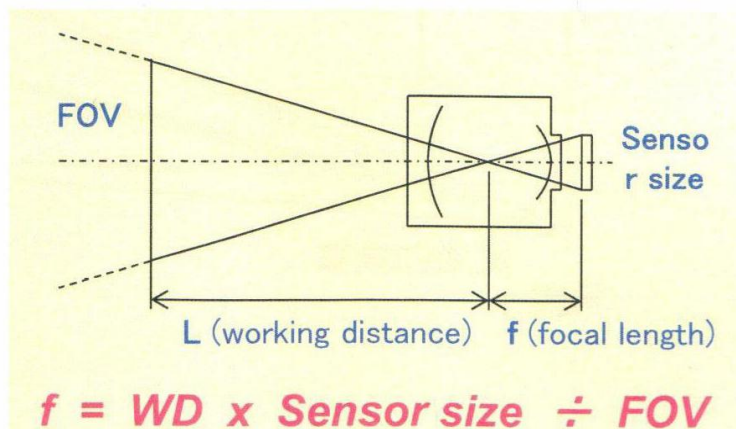 FOV
Senso
r size
L (working distance)
f (focal length)
f = WD x Sensor size ÷ FOV